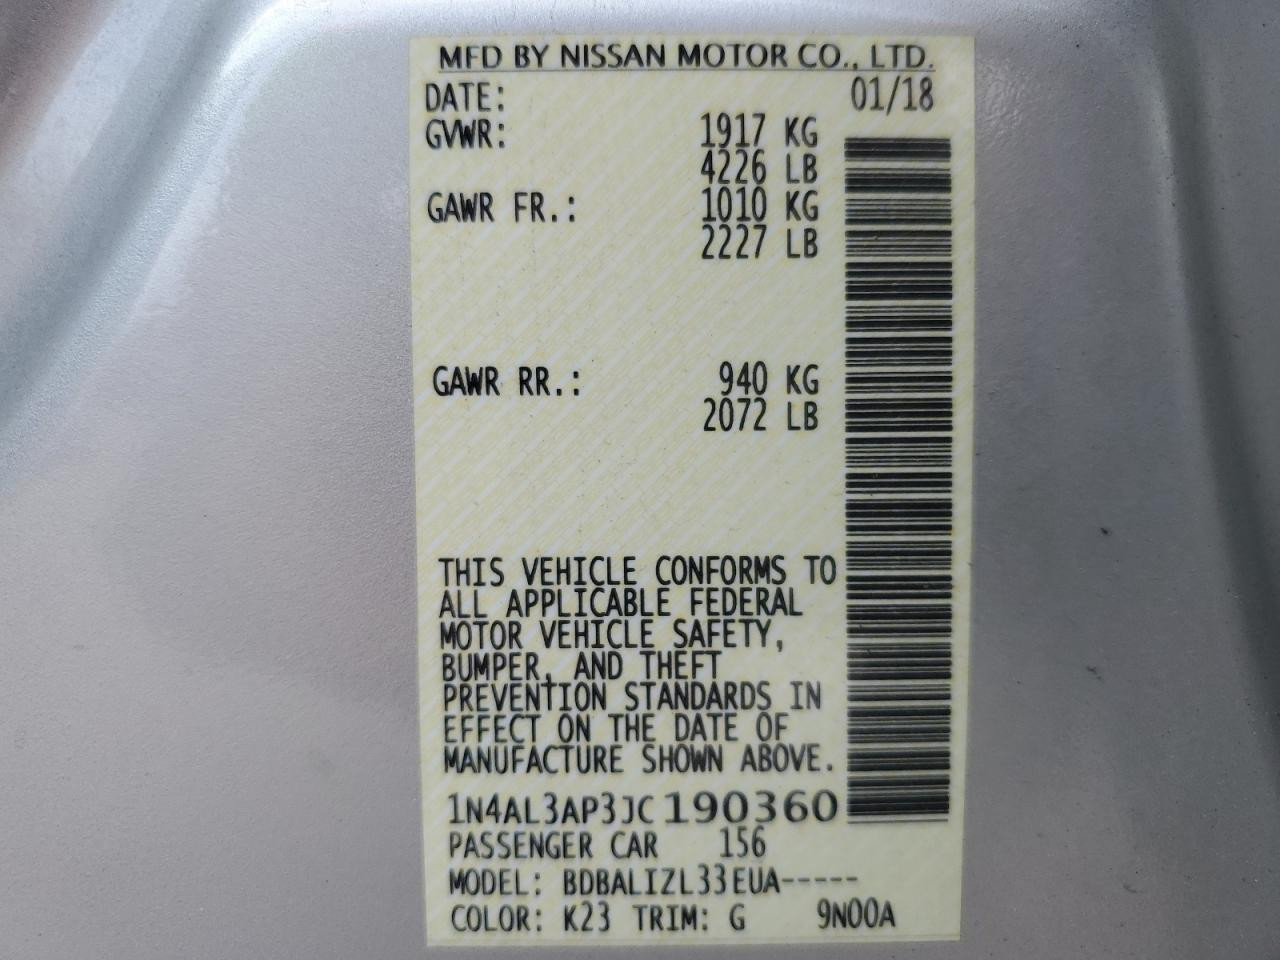 MFD BY NISSAN MOTOR CO., LTD.
DATE: 01/18
GVWR: 1917 KG
4226 LB
GAWR FR.: 1010 KG
2227 LB
GAWR RR.: 940 KG
2072 LB
THIS VEHICLE CONFORMS TO
ALL APPLICABLE FEDERAL
MOTOR VEHICLE SAFETY,
BUMPER, AND THEFT
PREVENTION STANDARDS IN
EFFECT ON THE DATE OF
MANUFACTURE SHOWN ABOVE.
1N4AL3AP3JC190360
PASSENGER CAR 156
MODEL: BDBALIZL33EUA-----
COLOR: K23 TRIM: G 9N00A